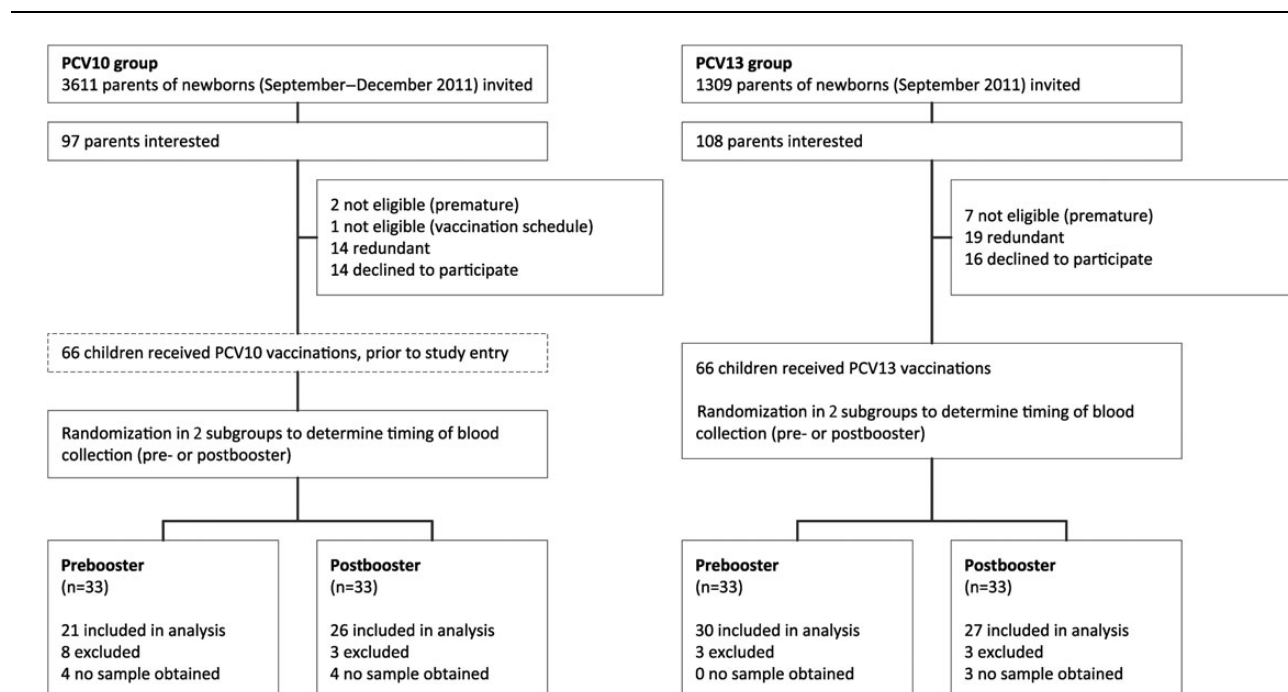 PCV10 group
3611 parents of newborns (September–December 2011) invited
97 parents interested
2 not eligible (premature)
1 not eligible (vaccination schedule)
14 redundant
14 declined to participate
66 children received PCV10 vaccinations, prior to study entry
Randomization in 2 subgroups to determine timing of blood
collection (pre- or postbooster)
Prebooster
(n=33)
21 included in analysis
8 excluded
4 no sample obtained
Postbooster
(n=33)
26 included in analysis
3 excluded
4 no sample obtained
PCV13 group
1309 parents of newborns (September 2011) invited
108 parents interested
7 not eligible (premature)
19 redundant
16 declined to participate
66 children received PCV13 vaccinations
Randomization in 2 subgroups to determine timing of blood
collection (pre- or postbooster)
Prebooster
(n=33)
30 included in analysis
3 excluded
0 no sample obtained
Postbooster
(n=33)
27 included in analysis
3 excluded
3 no sample obtained